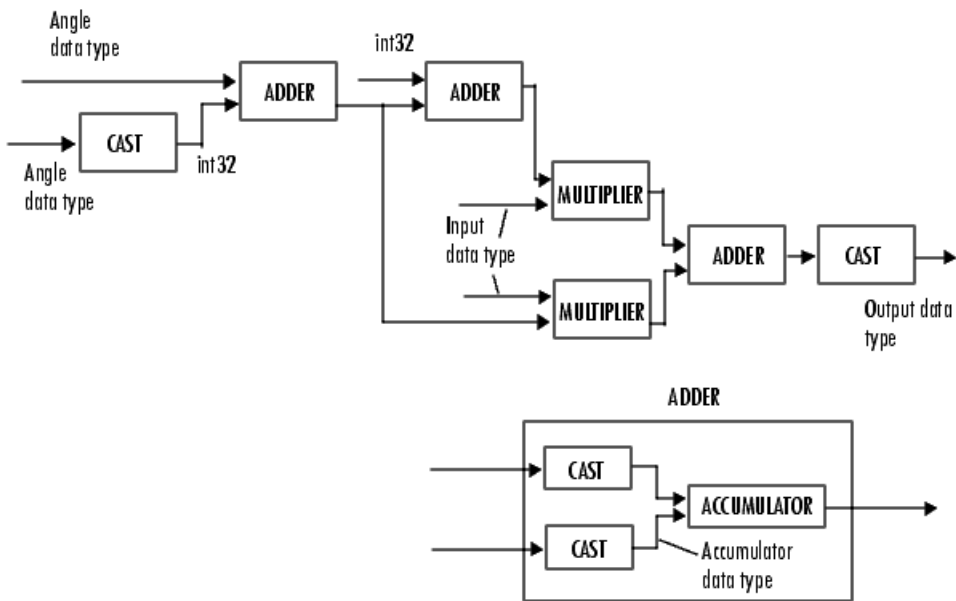 Angle
data type
int32
ADDER
ADDER
CAST
int32
Angle
data type
MULTIPLIER
Input
data type
ADDER
CAST
MULTIPLIER
Output data
type
ADDER
CAST
ACCUMULATOR
CAST
Accumulator
data type